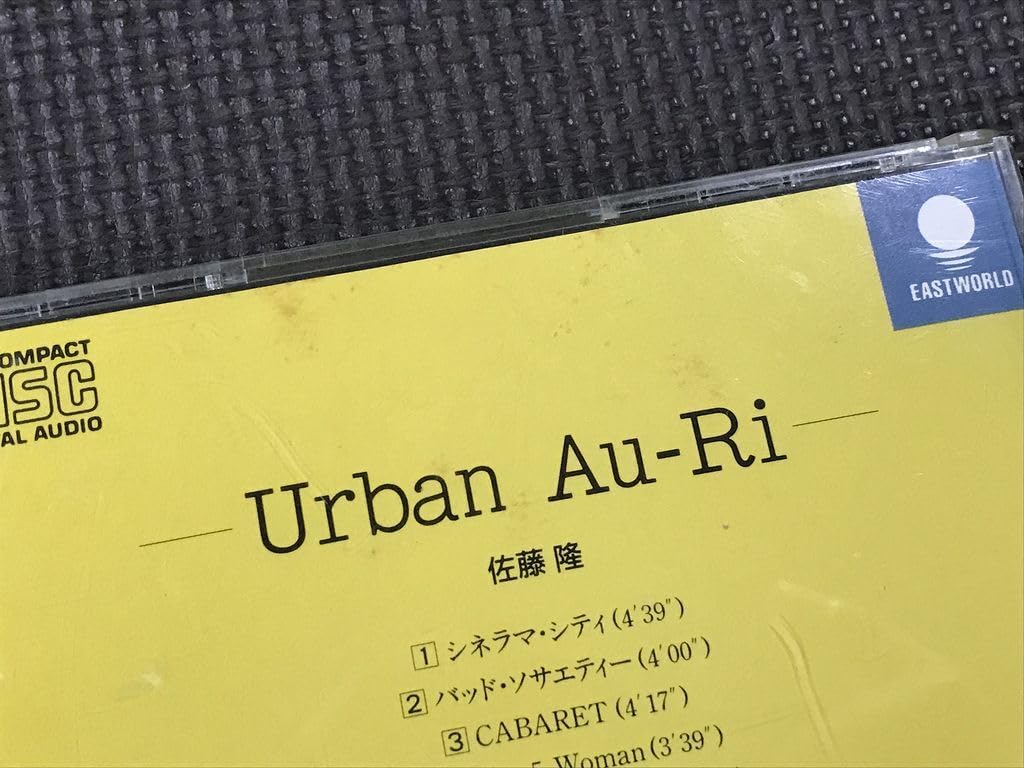 EASTWORLD
COMPACT
DISC
AL AUDIO
Urban Au-Ri
佐藤 隆
1 シネラマ・シティ(4'39")
2 バッド・ソサエティー(4'00")
3 CABARET (4'17")
Woman (3'39")